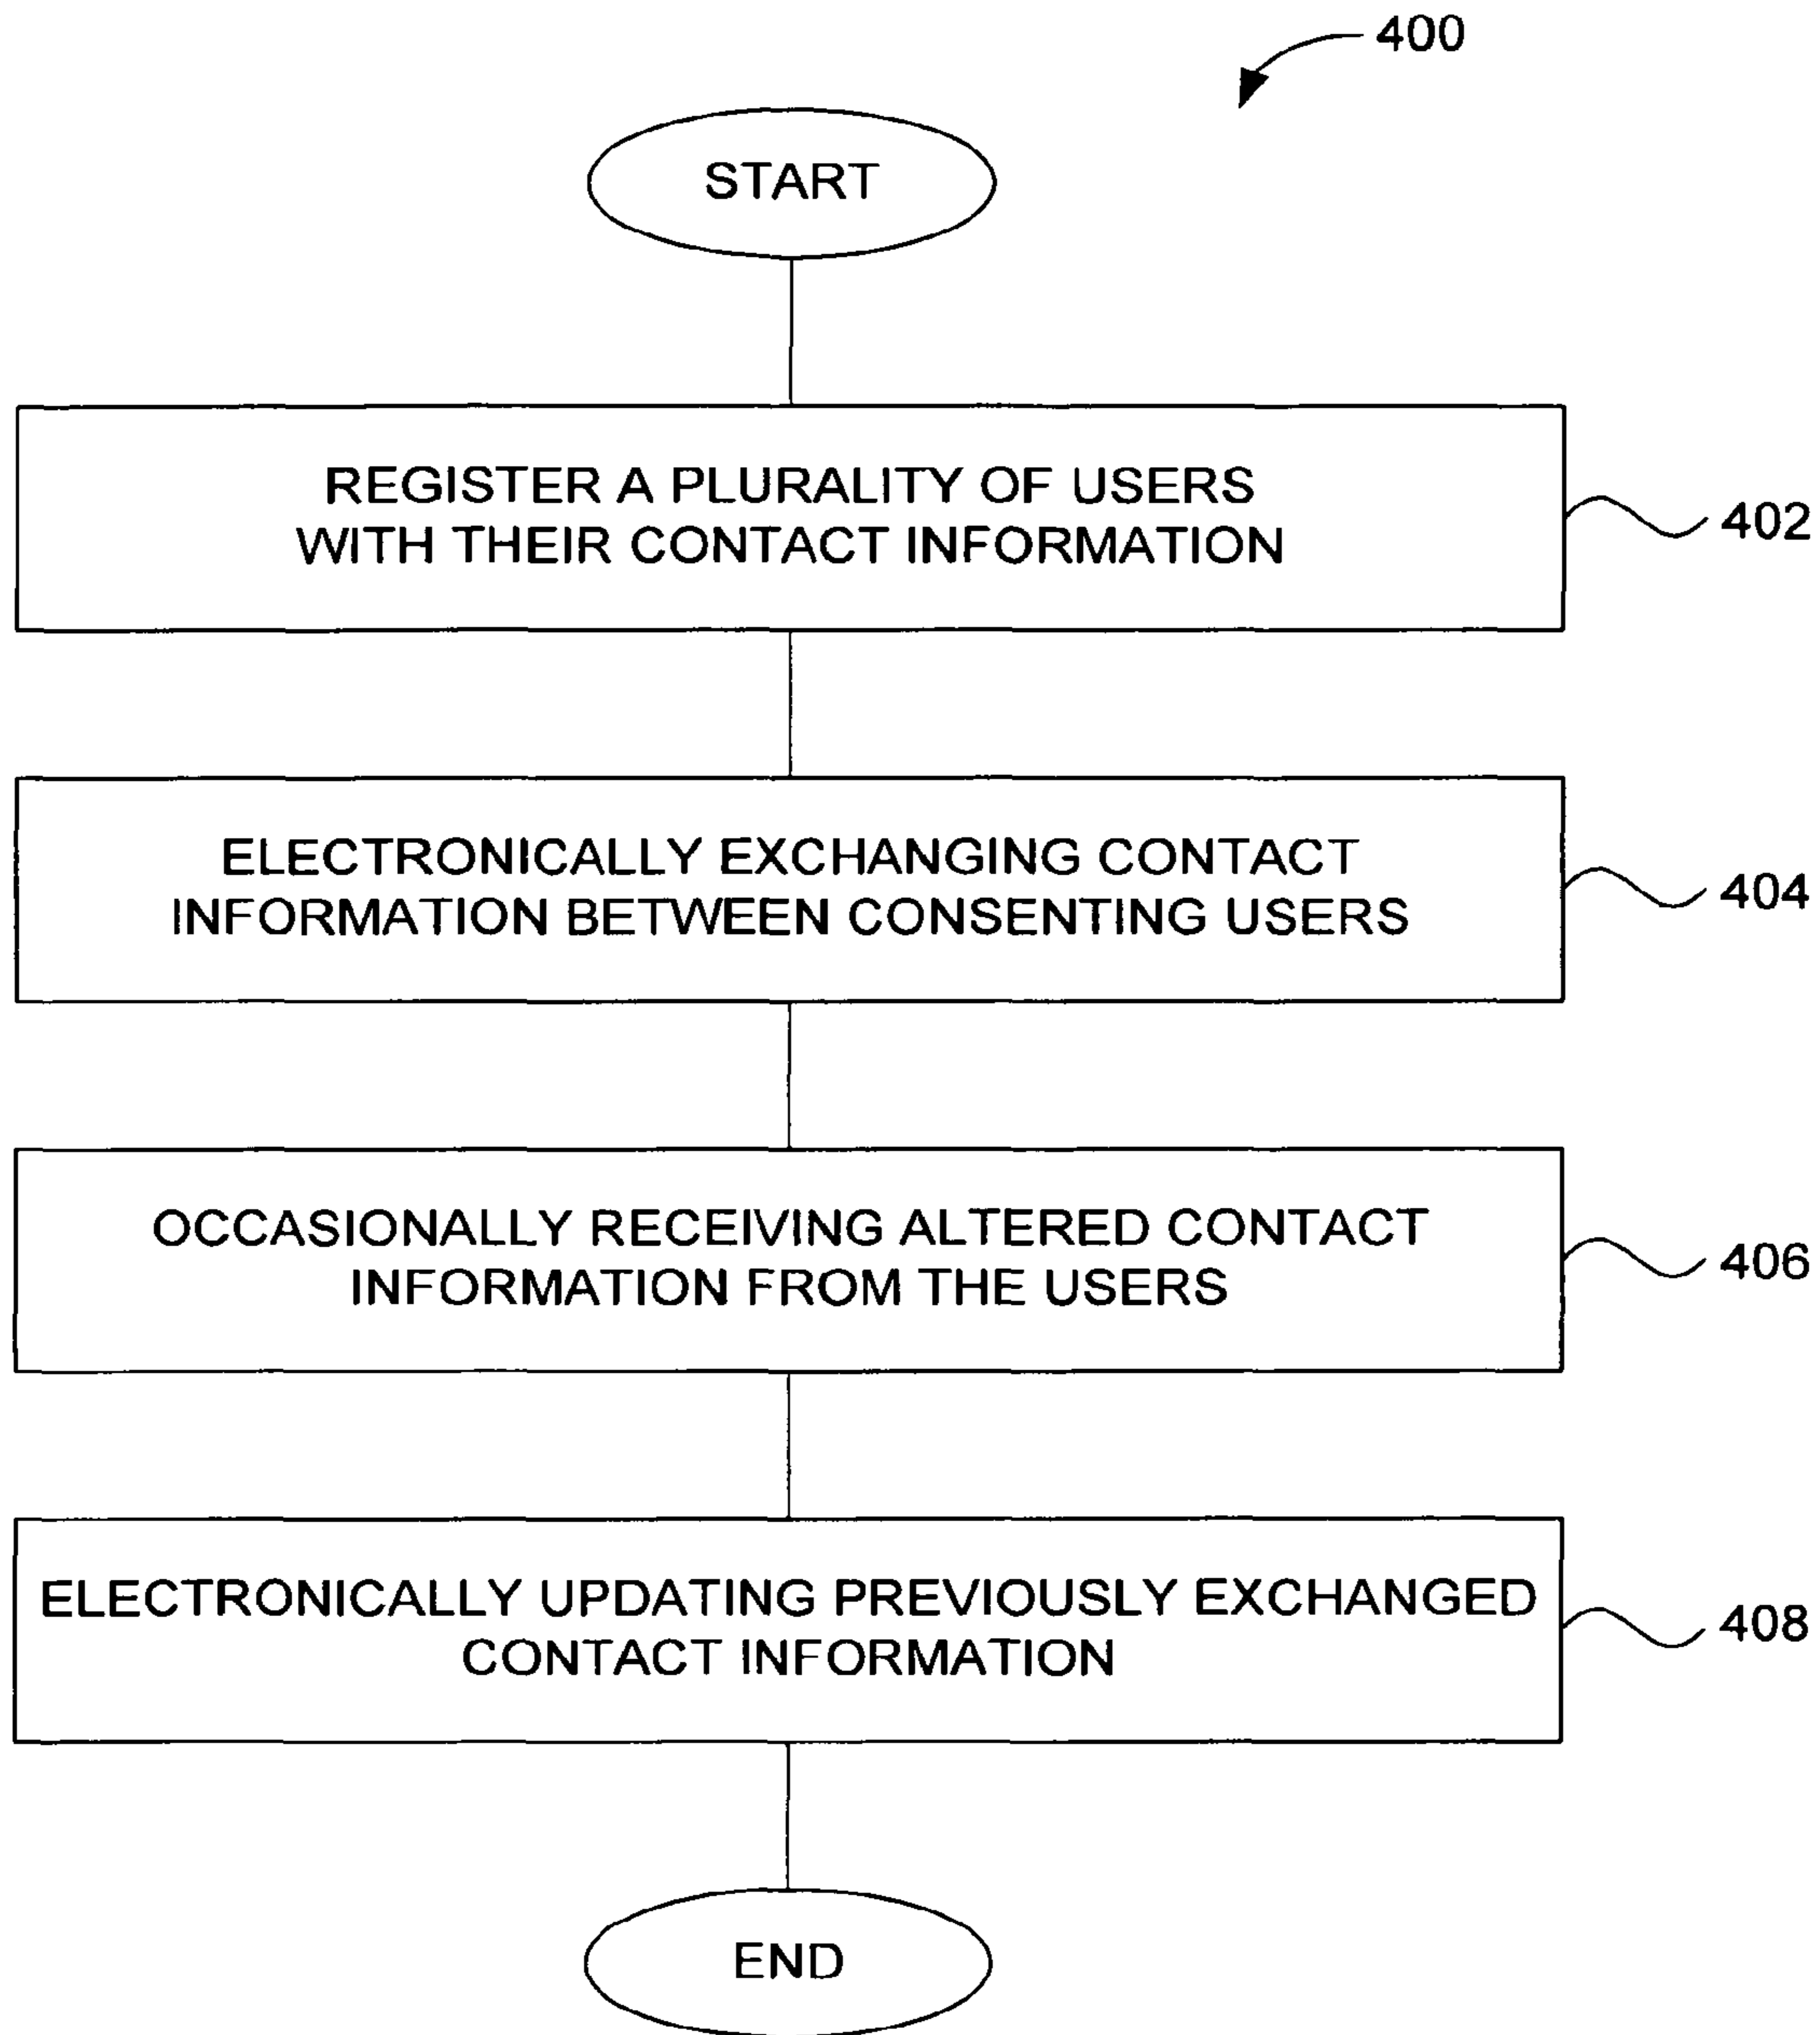 400
START
REGISTER A PLURALITY OF USERS
WITH THEIR CONTACT INFORMATION
402
ELECTRONICALLY EXCHANGING CONTACT
INFORMATION BETWEEN CONSENTING USERS
404
OCCASIONALLY RECEIVING ALTERED CONTACT
INFORMATION FROM THE USERS
406
ELECTRONICALLY UPDATING PREVIOUSLY EXCHANGED
CONTACT INFORMATION
408
END